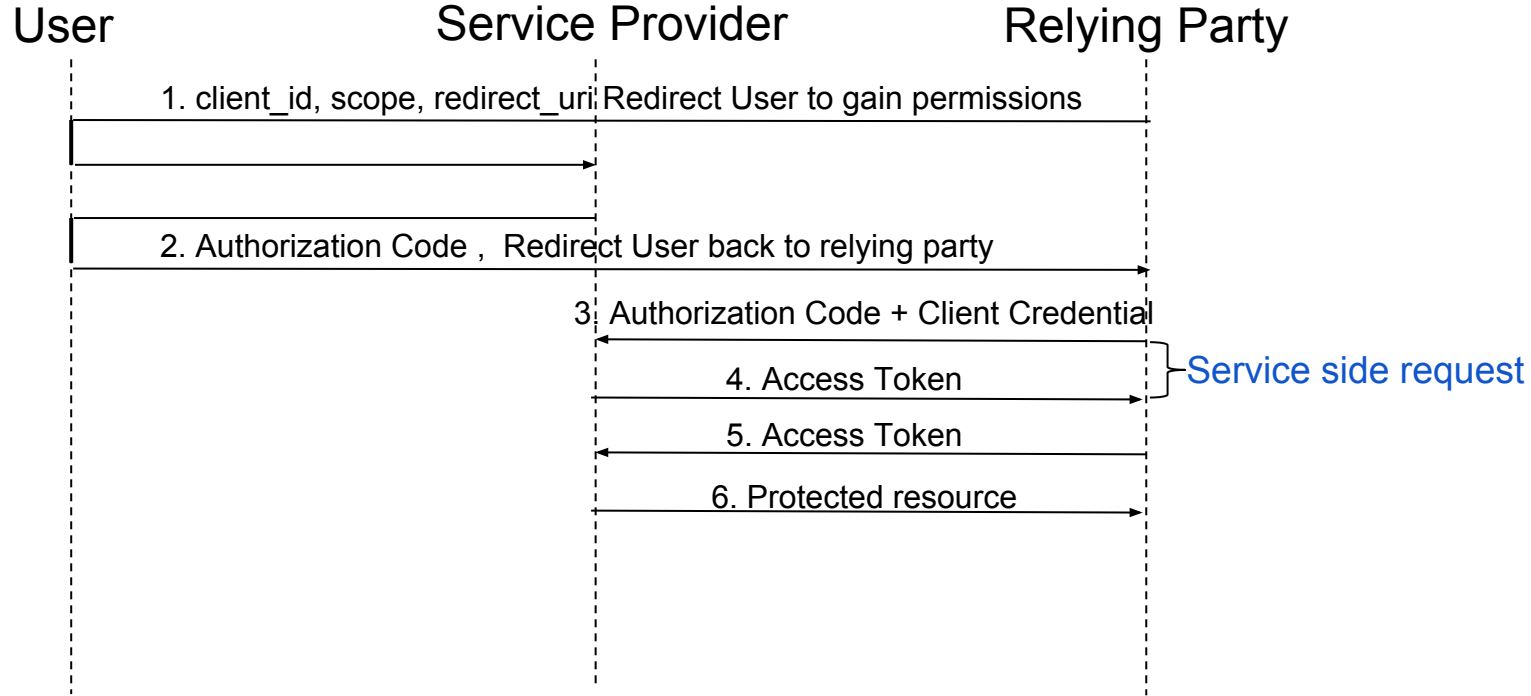 User
Service Provider
Relying Party
1. client_id, scope, redirect_uri Redirect User to gain permissions
2. Authorization Code , Redirect User back to relying party
3. Authorization Code + Client Credential
Service side request
4. Access Token
5. Access Token
6. Protected resource